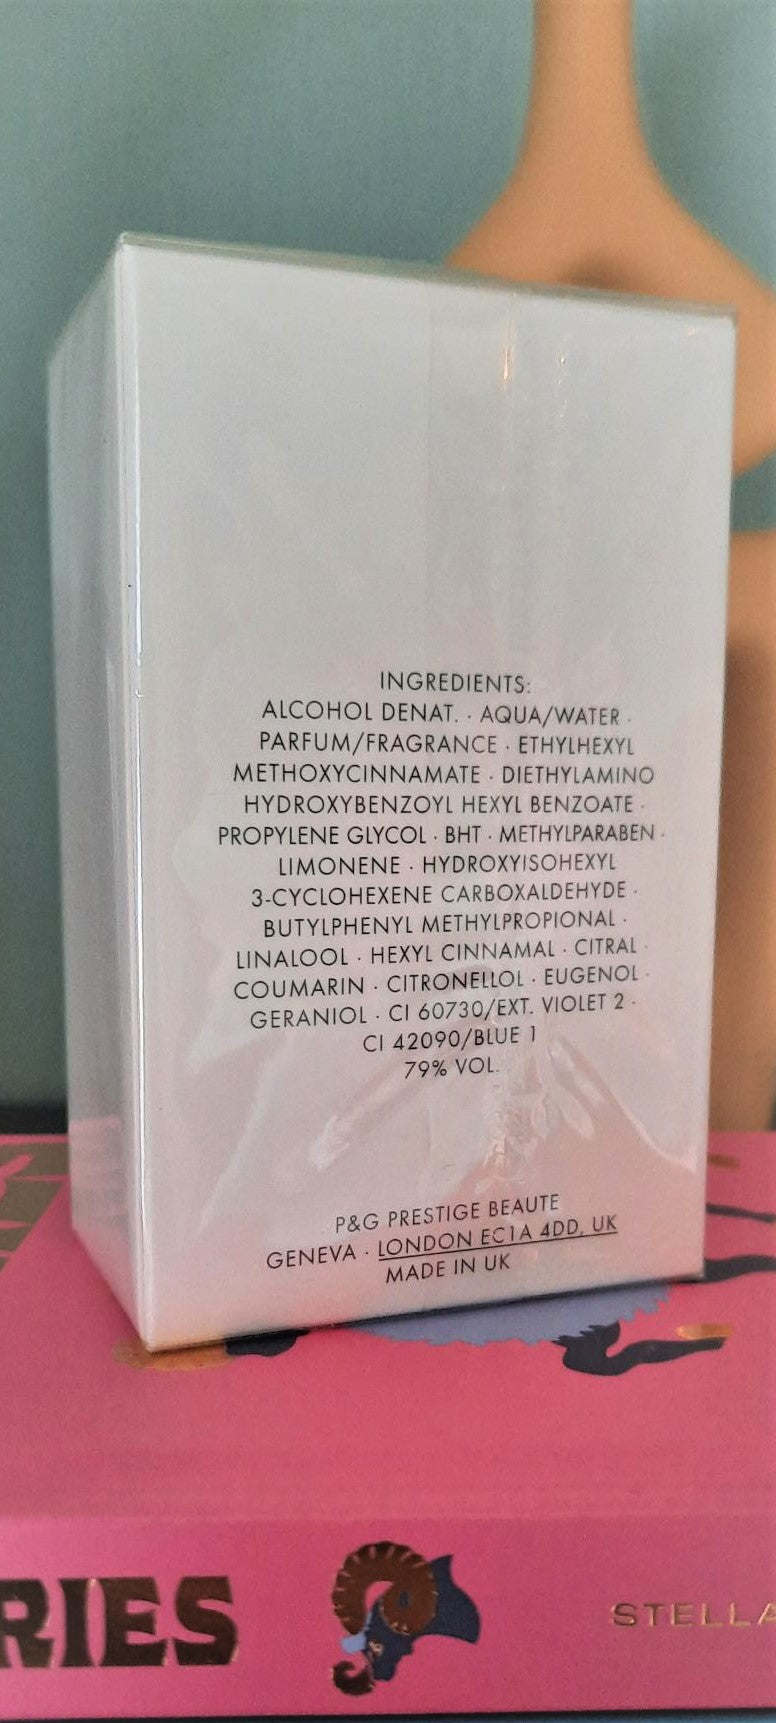 INGREDIENTS:
ALCOHOL DENAT. · AQUA/WATER ·
PARFUM/FRAGRANCE · ETHYLHEXYL
METHOXYCINNAMATE · DIETHYLAMINO
HYDROXYBENZOYL HEXYL BENZOATE ·
PROPYLENE GLYCOL · BHT · METHYLPARABEN ·
LIMONENE · HYDROXYISOHEXYL
3-CYCLOHEXENE CARBOXALDEHYDE ·
BUTYLPHENYL METHYLPROPIONAL ·
LINALOOL · HEXYL CINNAMAL · CITRAL ·
COUMARIN · CITRONELLOL · EUGENOL ·
GERANIOL · CI 60730/EXT. VIOLET 2 ·
CI 42090/BLUE 1
79% VOL.
P&G PRESTIGE BEAUTE
GENEVA · LONDON EC1A 4DD, UK
MADE IN UK
RIES
STELLA